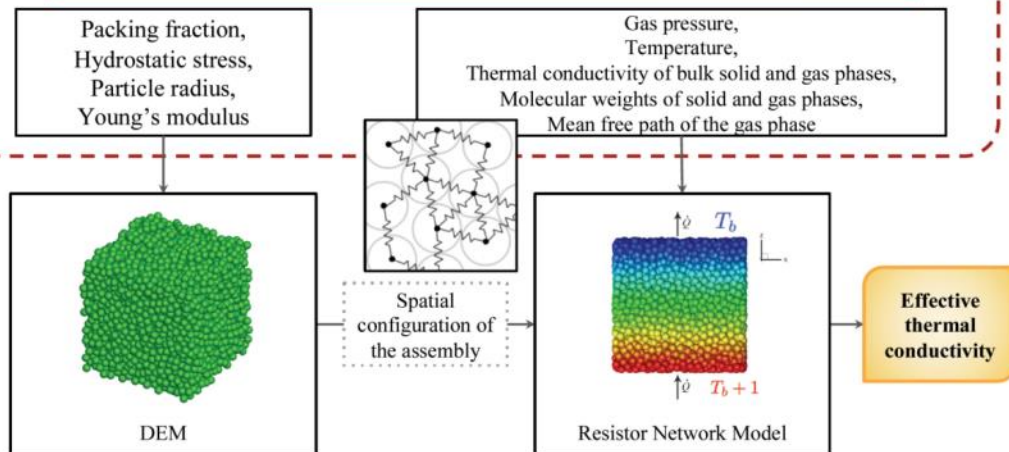 Packing fraction,
Hydrostatic stress,
Particle radius,
Young's modulus
Gas pressure,
Temperature,
Thermal conductivity of bulk solid and gas phases,
Molecular weights of solid and gas phases,
Mean free path of the gas phase
DEM
Spatial
configuration of
the assembly
Q̇ T_b
Q̇ T_b + 1
Resistor Network Model
Effective
thermal
conductivity